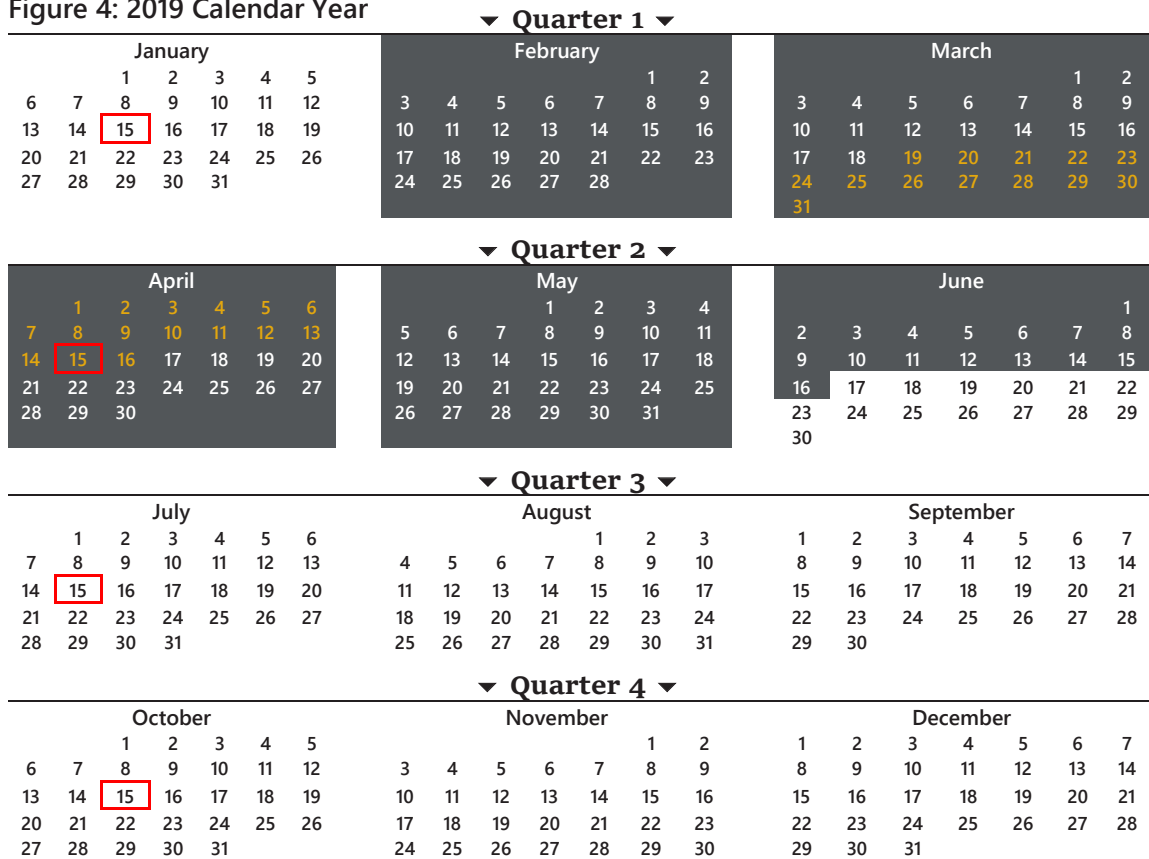 Figure 4: 2019 Calendar Year
Quarter 1
January
1 2 3 4 5
6 7 8 9 10 11 12
13 14 15 16 17 18 19
20 21 22 23 24 25 26
27 28 29 30 31
February
1 2
3 4 5 6 7 8 9
10 11 12 13 14 15 16
17 18 19 20 21 22 23
24 25 26 27 28
March
1 2
3 4 5 6 7 8 9
10 11 12 13 14 15 16
17 18 19 20 21 22 23
24 25 26 27 28 29 30
31
Quarter 2
April
1 2 3 4 5 6
7 8 9 10 11 12 13
14 15 16 17 18 19 20
21 22 23 24 25 26 27
28 29 30
May
1 2 3 4
5 6 7 8 9 10 11
12 13 14 15 16 17 18
19 20 21 22 23 24 25
26 27 28 29 30 31
June
1
2 3 4 5 6 7 8
9 10 11 12 13 14 15
16 17 18 19 20 21 22
23 24 25 26 27 28 29
30
Quarter 3
July
1 2 3 4 5 6
7 8 9 10 11 12 13
14 15 16 17 18 19 20
21 22 23 24 25 26 27
28 29 30 31
August
1 2 3
4 5 6 7 8 9 10
11 12 13 14 15 16 17
18 19 20 21 22 23 24
25 26 27 28 29 30 31
September
1 2 3 4 5 6 7
8 9 10 11 12 13 14
15 16 17 18 19 20 21
22 23 24 25 26 27 28
29 30
Quarter 4
October
1 2 3 4 5
6 7 8 9 10 11 12
13 14 15 16 17 18 19
20 21 22 23 24 25 26
27 28 29 30 31
November
1 2
3 4 5 6 7 8 9
10 11 12 13 14 15 16
17 18 19 20 21 22 23
24 25 26 27 28 29 30
December
1 2 3 4 5 6 7
8 9 10 11 12 13 14
15 16 17 18 19 20 21
22 23 24 25 26 27 28
29 30 31